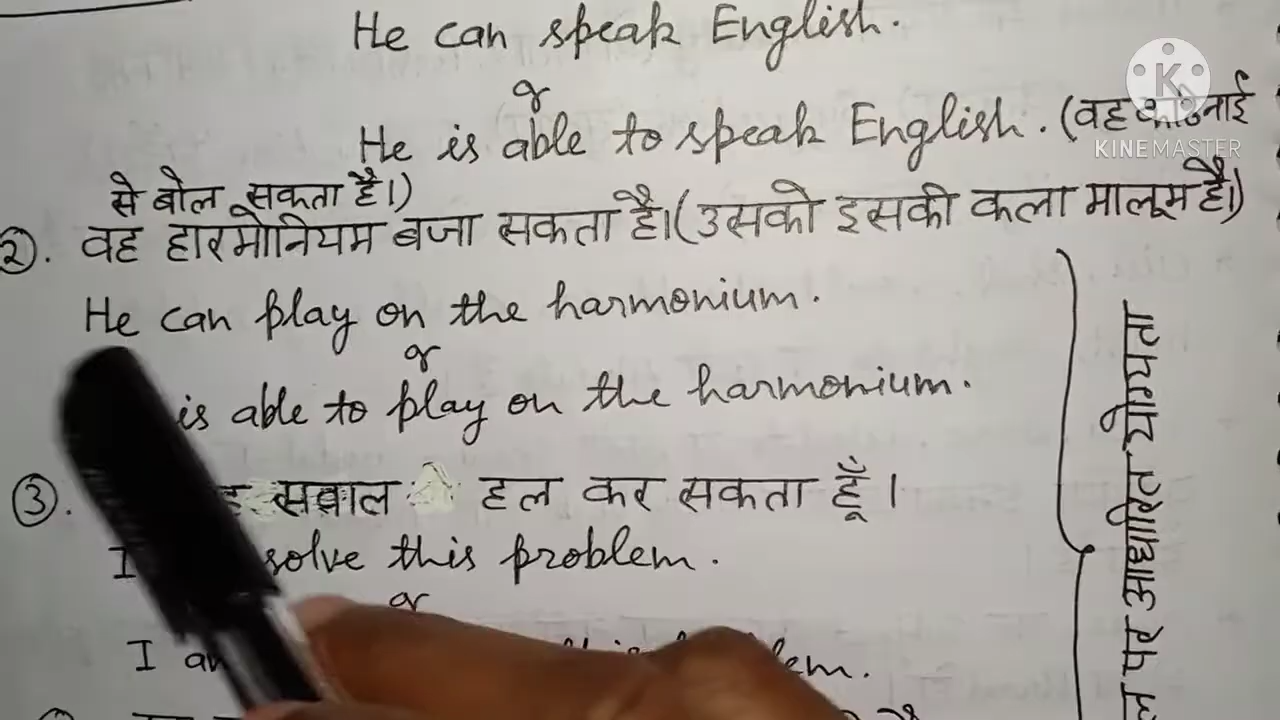 He can speak English.
or
He is able to speak English. (वह कठिनाई
से बोल सकता है।)
②. वह हारमोनियम बजा सकता है। (उसको इसकी कला मालूम है।)
He can play on the harmonium.
or
is able to play on the harmonium.
③. सवाल हल कर सकता हूँ।
I solve this problem.
or
I am
पर आधारित योग्यता
KINEMASTER